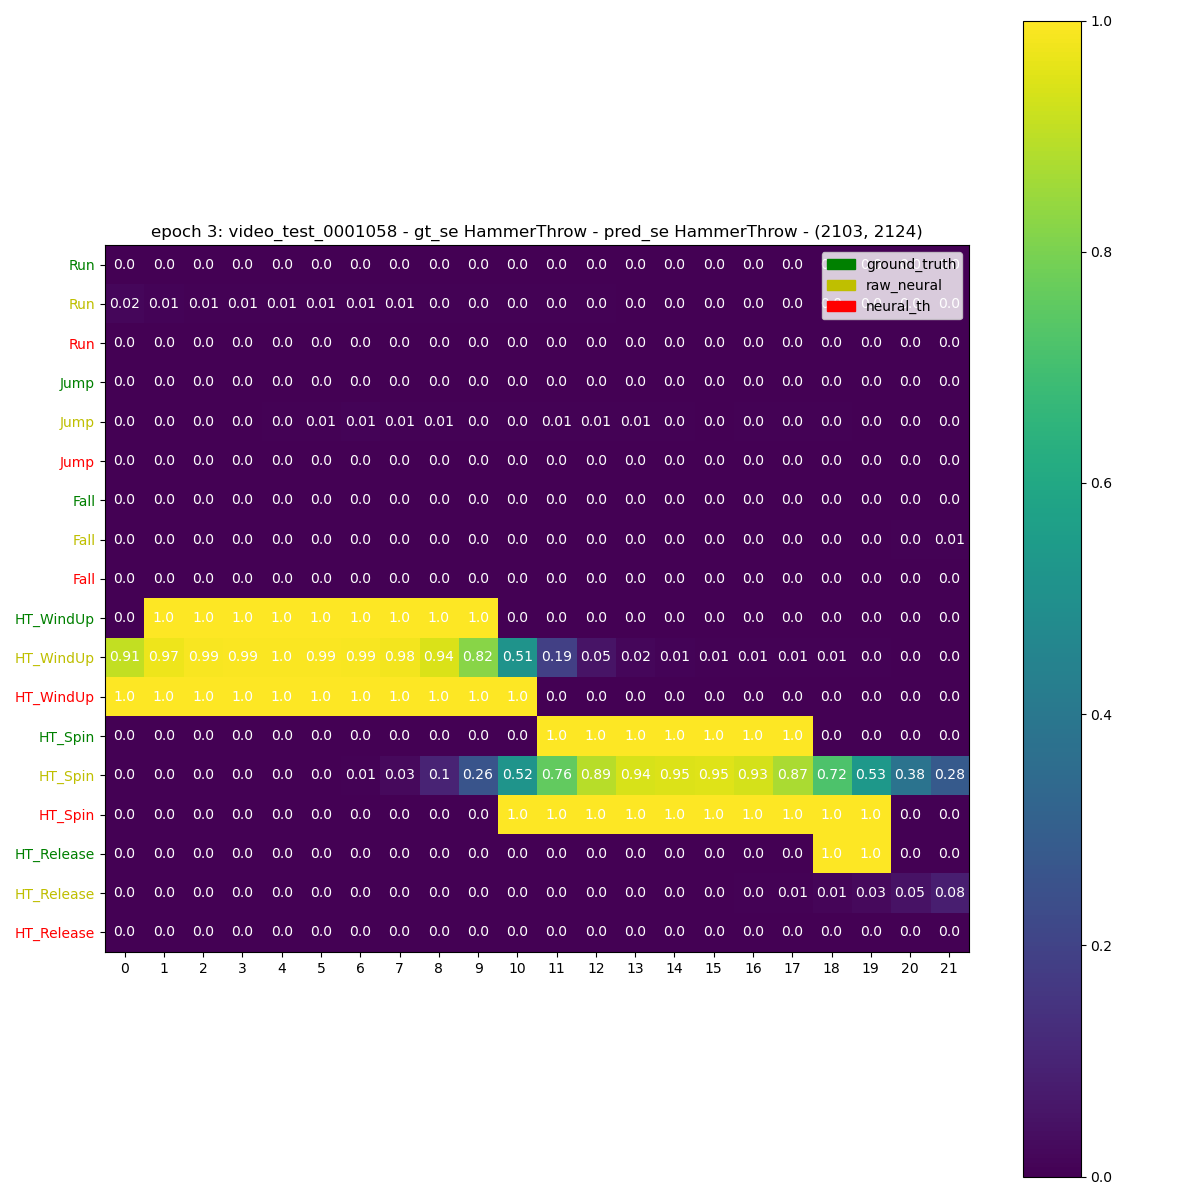 epoch 3: video_test_0001058 - gt_se HammerThrow - pred_se HammerThrow - (2103, 2124)
ground_truth
raw_neural
neural_th
Run 0.0 0.0 0.0 0.0 0.0 0.0 0.0 0.0 0.0 0.0 0.0 0.0 0.0 0.0 0.0 0.0 0.0 0.0
Run 0.02 0.01 0.01 0.01 0.01 0.01 0.01 0.01 0.0 0.0 0.0 0.0 0.0 0.0 0.0 0.0 0.0 0.0
Run 0.0 0.0 0.0 0.0 0.0 0.0 0.0 0.0 0.0 0.0 0.0 0.0 0.0 0.0 0.0 0.0 0.0 0.0 0.0 0.0 0.0 0.0
Jump 0.0 0.0 0.0 0.0 0.0 0.0 0.0 0.0 0.0 0.0 0.0 0.0 0.0 0.0 0.0 0.0 0.0 0.0 0.0 0.0 0.0 0.0
Jump 0.0 0.0 0.0 0.0 0.0 0.01 0.01 0.01 0.01 0.0 0.0 0.01 0.01 0.01 0.0 0.0 0.0 0.0 0.0 0.0 0.0 0.0
Jump 0.0 0.0 0.0 0.0 0.0 0.0 0.0 0.0 0.0 0.0 0.0 0.0 0.0 0.0 0.0 0.0 0.0 0.0 0.0 0.0 0.0 0.0
Fall 0.0 0.0 0.0 0.0 0.0 0.0 0.0 0.0 0.0 0.0 0.0 0.0 0.0 0.0 0.0 0.0 0.0 0.0 0.0 0.0 0.0 0.0
Fall 0.0 0.0 0.0 0.0 0.0 0.0 0.0 0.0 0.0 0.0 0.0 0.0 0.0 0.0 0.0 0.0 0.0 0.0 0.0 0.0 0.0 0.01
Fall 0.0 0.0 0.0 0.0 0.0 0.0 0.0 0.0 0.0 0.0 0.0 0.0 0.0 0.0 0.0 0.0 0.0 0.0 0.0 0.0 0.0 0.0
HT_WindUp 0.0 1.0 1.0 1.0 1.0 1.0 1.0 1.0 1.0 1.0 0.0 0.0 0.0 0.0 0.0 0.0 0.0 0.0 0.0 0.0 0.0 0.0
HT_WindUp 0.91 0.97 0.99 0.99 1.0 0.99 0.99 0.98 0.94 0.82 0.51 0.19 0.05 0.02 0.01 0.01 0.01 0.01 0.01 0.0 0.0 0.0
HT_WindUp 1.0 1.0 1.0 1.0 1.0 1.0 1.0 1.0 1.0 1.0 1.0 0.0 0.0 0.0 0.0 0.0 0.0 0.0 0.0 0.0 0.0 0.0
HT_Spin 0.0 0.0 0.0 0.0 0.0 0.0 0.0 0.0 0.0 0.0 0.0 1.0 1.0 1.0 1.0 1.0 1.0 1.0 0.0 0.0 0.0 0.0
HT_Spin 0.0 0.0 0.0 0.0 0.0 0.0 0.01 0.03 0.1 0.26 0.52 0.76 0.89 0.94 0.95 0.95 0.93 0.87 0.72 0.53 0.38 0.28
HT_Spin 0.0 0.0 0.0 0.0 0.0 0.0 0.0 0.0 0.0 0.0 1.0 1.0 1.0 1.0 1.0 1.0 1.0 1.0 1.0 1.0 0.0 0.0
HT_Release 0.0 0.0 0.0 0.0 0.0 0.0 0.0 0.0 0.0 0.0 0.0 0.0 0.0 0.0 0.0 0.0 0.0 0.0 1.0 1.0 0.0 0.0
HT_Release 0.0 0.0 0.0 0.0 0.0 0.0 0.0 0.0 0.0 0.0 0.0 0.0 0.0 0.0 0.0 0.0 0.0 0.01 0.01 0.03 0.05 0.08
HT_Release 0.0 0.0 0.0 0.0 0.0 0.0 0.0 0.0 0.0 0.0 0.0 0.0 0.0 0.0 0.0 0.0 0.0 0.0 0.0 0.0 0.0 0.0
0 1 2 3 4 5 6 7 8 9 10 11 12 13 14 15 16 17 18 19 20 21
1.0
0.8
0.6
0.4
0.2
0.0